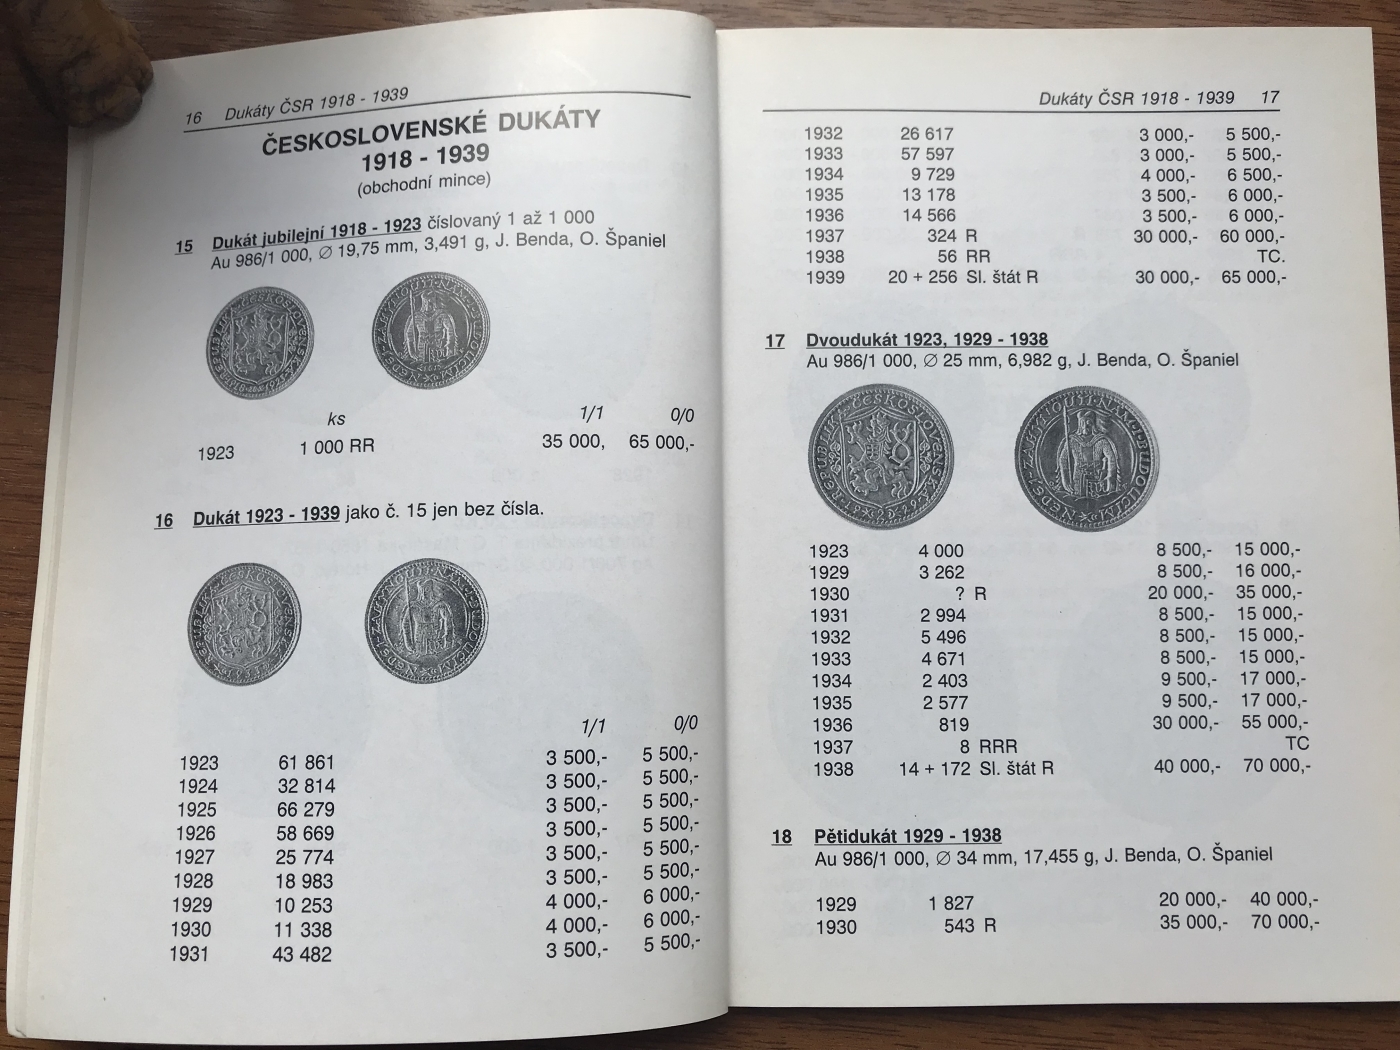 16 Dukáty ČSR 1918 - 1939
ČESKOSLOVENSKÉ DUKÁTY
1918 - 1939
(obchodní mince)
15 Dukát jubilejní 1918 - 1923 číslovaný 1 až 1 000
Au 986/1 000, ∅ 19,75 mm, 3,491 g, J. Benda, O. Španiel
ks 1/1 0/0
1923 1 000 RR 35 000, 65 000,-
16 Dukát 1923 - 1939 jako č. 15 jen bez čísla.
1/1 0/0
1923 61 861 3 500,- 5 500,-
1924 32 814 3 500,- 5 500,-
1925 66 279 3 500,- 5 500,-
1926 58 669 3 500,- 5 500,-
1927 25 774 3 500,- 5 500,-
1928 18 983 3 500,- 5 500,-
1929 10 253 4 000,- 6 000,-
1930 11 338 4 000,- 6 000,-
1931 43 482 3 500,- 5 500,-
Dukáty ČSR 1918 - 1939 17
1932 26 617 3 000,- 5 500,-
1933 57 597 3 000,- 5 500,-
1934 9 729 4 000,- 6 500,-
1935 13 178 3 500,- 6 000,-
1936 14 566 3 500,- 6 000,-
1937 324 R 30 000,- 60 000,-
1938 56 RR TC.
1939 20 + 256 Sl. štát R 30 000,- 65 000,-
17 Dvoudukát 1923, 1929 - 1938
Au 986/1 000, ∅ 25 mm, 6,982 g, J. Benda, O. Španiel
1923 4 000 8 500,- 15 000,-
1929 3 262 8 500,- 16 000,-
1930 ? R 20 000,- 35 000,-
1931 2 994 8 500,- 15 000,-
1932 5 496 8 500,- 15 000,-
1933 4 671 8 500,- 15 000,-
1934 2 403 9 500,- 17 000,-
1935 2 577 9 500,- 17 000,-
1936 819 30 000,- 55 000,-
1937 8 RRR TC
1938 14 + 172 Sl. štát R 40 000,- 70 000,-
18 Pětidukát 1929 - 1938
Au 986/1 000, ∅ 34 mm, 17,455 g, J. Benda, O. Španiel
1929 1 827 20 000,- 40 000,-
1930 543 R 35 000,- 70 000,-